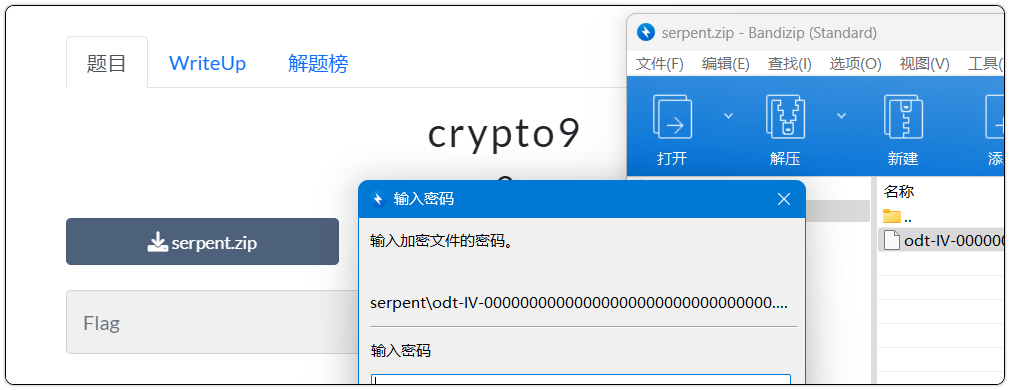 题目 WriteUp 解题榜
crypto9
serpent.zip
Flag
serpent.zip - Bandizip (Standard)
文件(F) 编辑(E) 查找(I) 选项(O) 视图(V) 工具(
打开 解压 新建
名称
..
odt-IV-000000
输入密码
输入加密文件的密码。
serpent\odt-IV-00000000000000000000000000000000....
输入密码